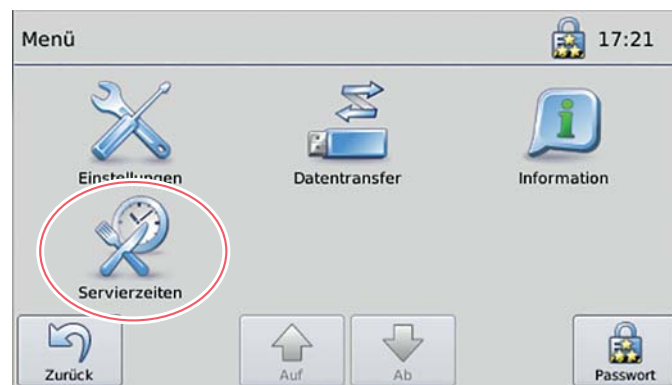 Menü 17:21
Einstellungen Datentransfer Information
Servierzeiten
Zurück Auf Ab Passwort